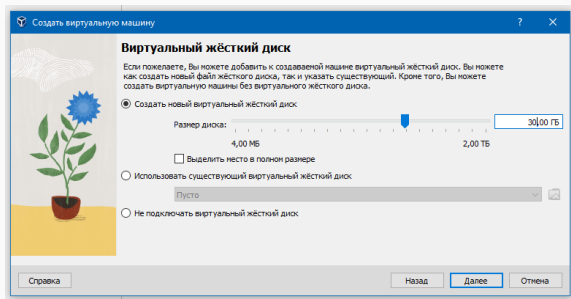 Создать виртуальную машину
Виртуальный жёсткий диск
Если пожелаете, Вы можете добавить к создаваемой машине виртуальный жёсткий диск. Вы можете
как создать новый файл жёсткого диска, так и указать существующий. Кроме того, Вы можете
создать виртуальную машины без виртуального жёсткого диска.
Создать новый виртуальный жёсткий диск
Размер диска: 30,00 ГБ
4,00 МБ 2,00 ТБ
Выделить место в полном размере
Использовать существующий виртуальный жёсткий диск
Пусто
Не подключать виртуальный жёсткий диск
Справка Назад Далее Отмена